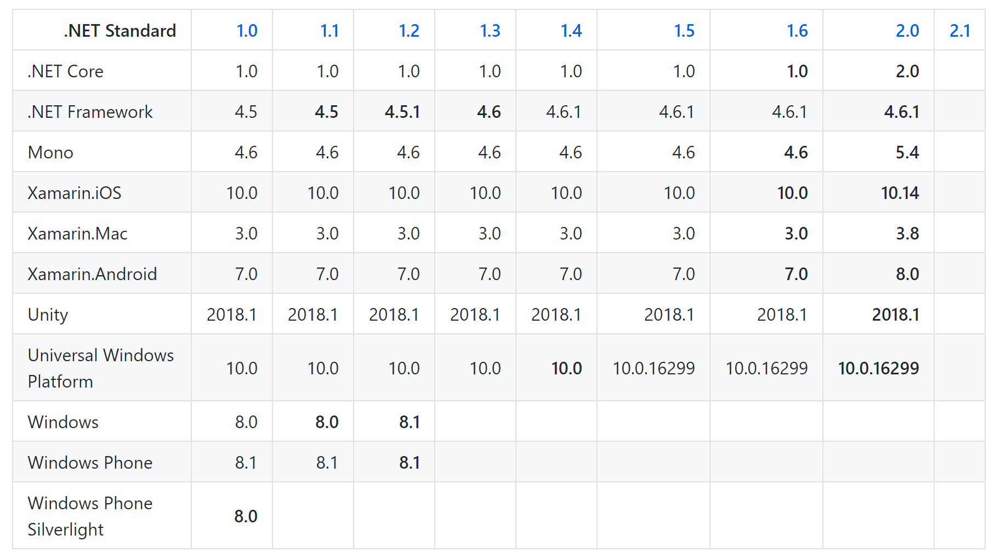 .NET Standard 1.0 1.1 1.2 1.3 1.4 1.5 1.6 2.0 2.1
.NET Core 1.0 1.0 1.0 1.0 1.0 1.0 1.0 2.0
.NET Framework 4.5 4.5 4.5.1 4.6 4.6.1 4.6.1 4.6.1 4.6.1
Mono 4.6 4.6 4.6 4.6 4.6 4.6 4.6 5.4
Xamarin.iOS 10.0 10.0 10.0 10.0 10.0 10.0 10.0 10.14
Xamarin.Mac 3.0 3.0 3.0 3.0 3.0 3.0 3.0 3.8
Xamarin.Android 7.0 7.0 7.0 7.0 7.0 7.0 7.0 8.0
Unity 2018.1 2018.1 2018.1 2018.1 2018.1 2018.1 2018.1 2018.1
Universal Windows
Platform 10.0 10.0 10.0 10.0 10.0 10.0.16299 10.0.16299 10.0.16299
Windows 8.0 8.0 8.1
Windows Phone 8.1 8.1 8.1
Windows Phone
Silverlight 8.0